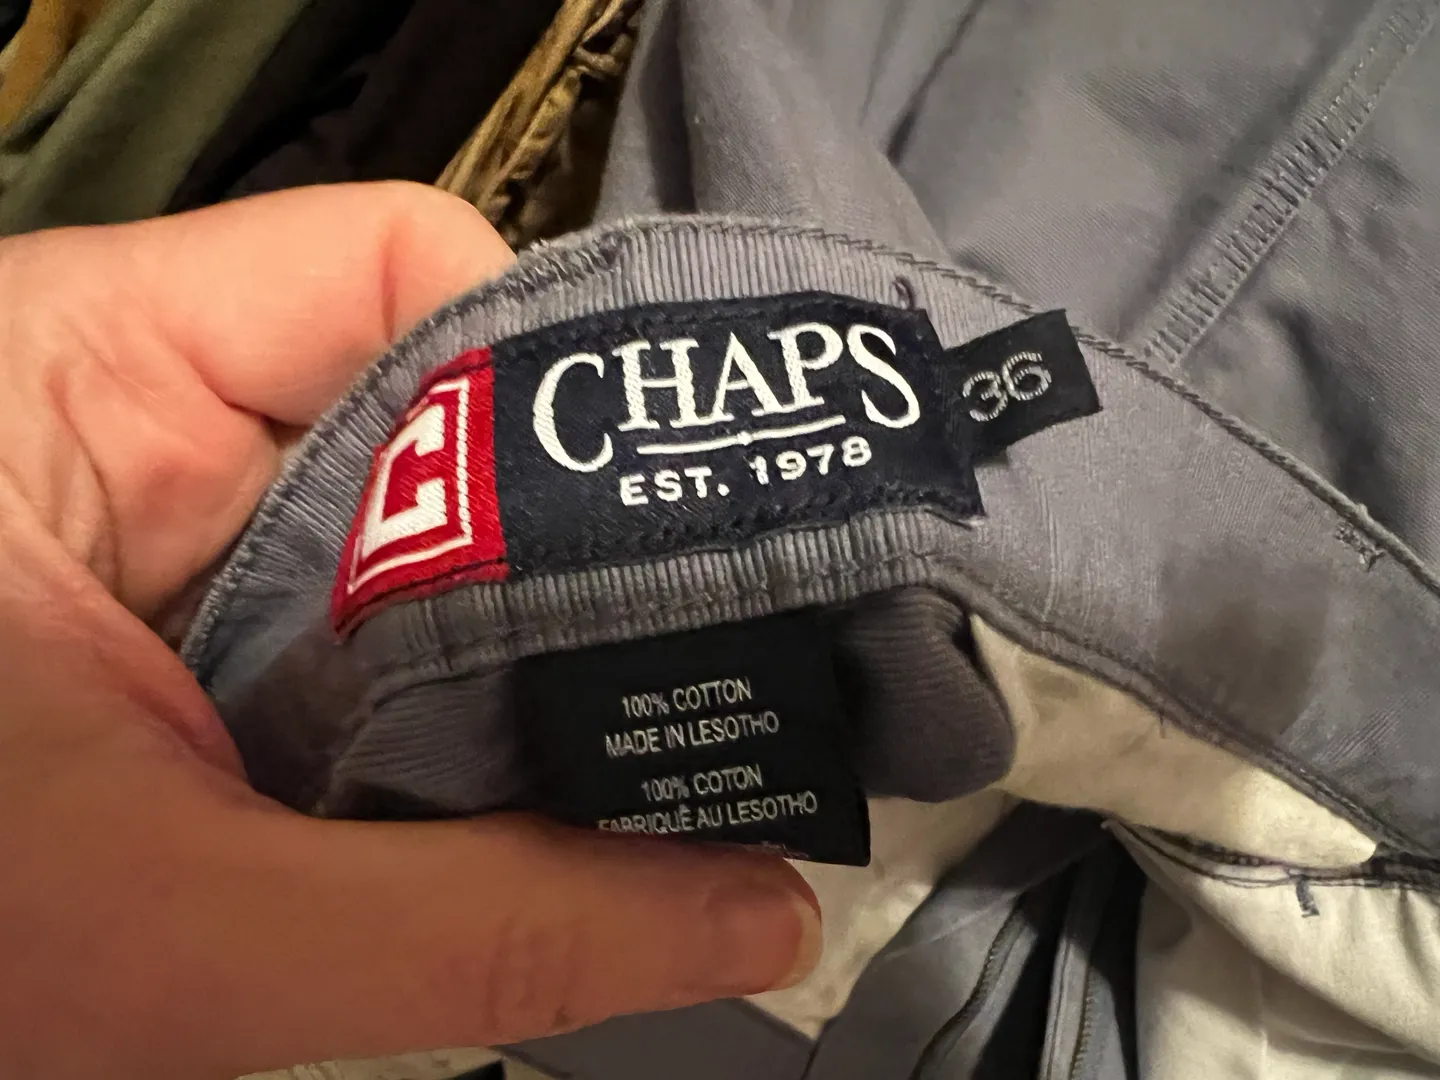 C
CHAPS
EST. 1978
36
100% COTTON
MADE IN LESOTHO
100% COTON
FABRIQUÉ AU LESOTHO